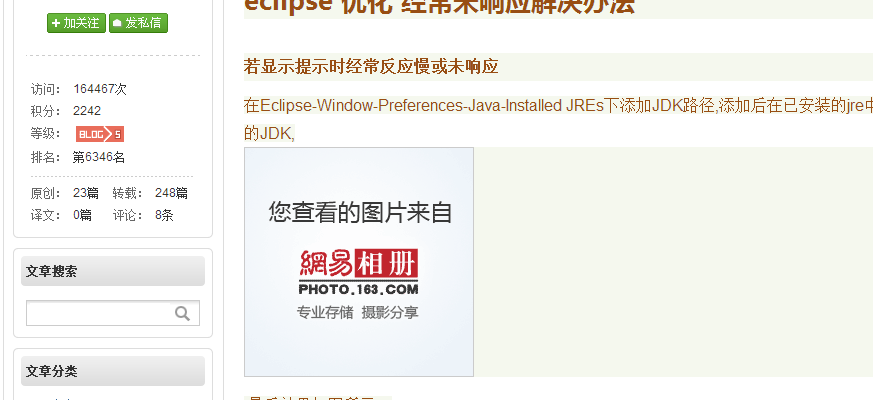 + 加关注 发私信
访问： 164467次
积分： 2242
等级： BLOG 5
排名： 第6346名
原创： 23篇 转载： 248篇
译文： 0篇 评论： 8条
文章搜索
文章分类
eclipse 优化 经常未响应解决办法
若显示提示时经常反应慢或未响应
在Eclipse-Window-Preferences-Java-Installed JREs下添加JDK路径,添加后在已安装的jre中
的JDK,
您查看的图片来自
網易相册
PHOTO.163.COM
专业存储 摄影分享